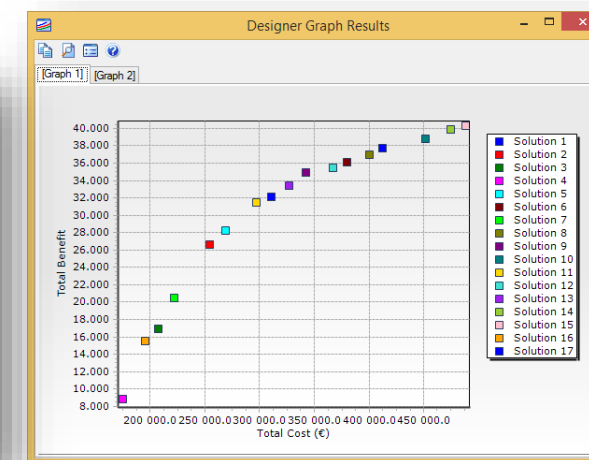 Designer Graph Results
[Graph 1] [Graph 2]
40.000
38.000
36.000
34.000
32.000
30.000
28.000
26.000
24.000
22.000
20.000
18.000
16.000
14.000
12.000
10.000
8.000
Total Benefit
200 000.0 250 000.0 300 000.0 350 000.0 400 000.0 450 000.0
Total Cost (€)
Solution 1
Solution 2
Solution 3
Solution 4
Solution 5
Solution 6
Solution 7
Solution 8
Solution 9
Solution 10
Solution 11
Solution 12
Solution 13
Solution 14
Solution 15
Solution 16
Solution 17